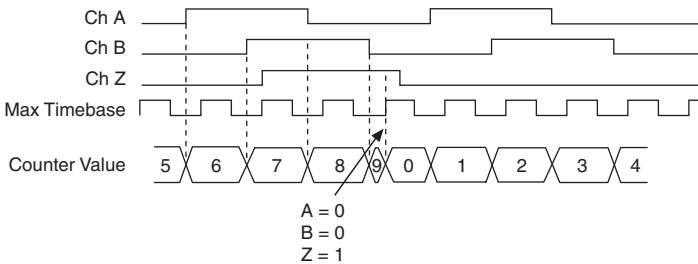 Ch A
Ch B
Ch Z
Max Timebase
Counter Value 5 6 7 8 9 0 1 2 3 4
A = 0
B = 0
Z = 1